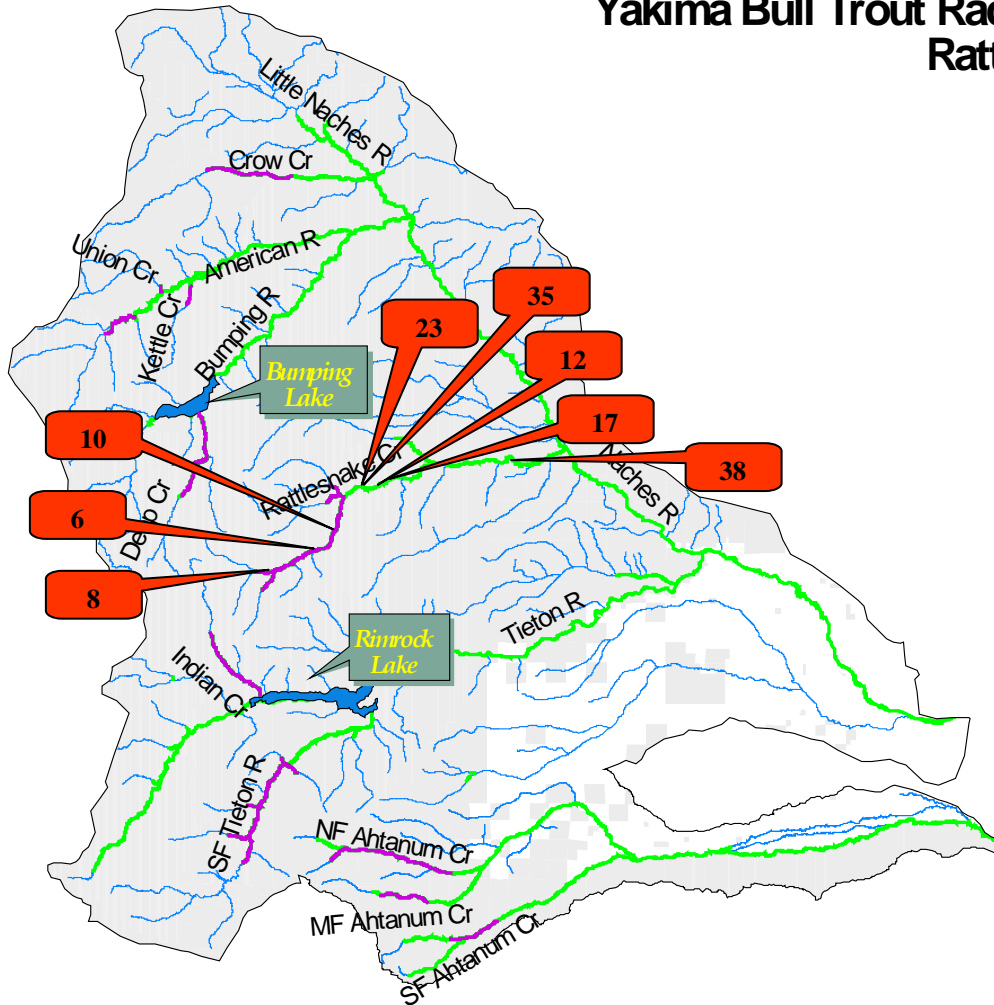 Yakima Bull Trout
Little Naches R
Crow Cr
Union Cr
American R
Kettle Cr
Bumping R
Bumping
Lake
35
23
12
10
17
38
Rattlesnake Cr
Naches R
6
Deep Cr
8
Tieton R
Rimrock
Lake
Indian Cr
SF Tieton R
NF Ahtanum Cr
MF Ahtanum Cr
SF Ahtanum Cr